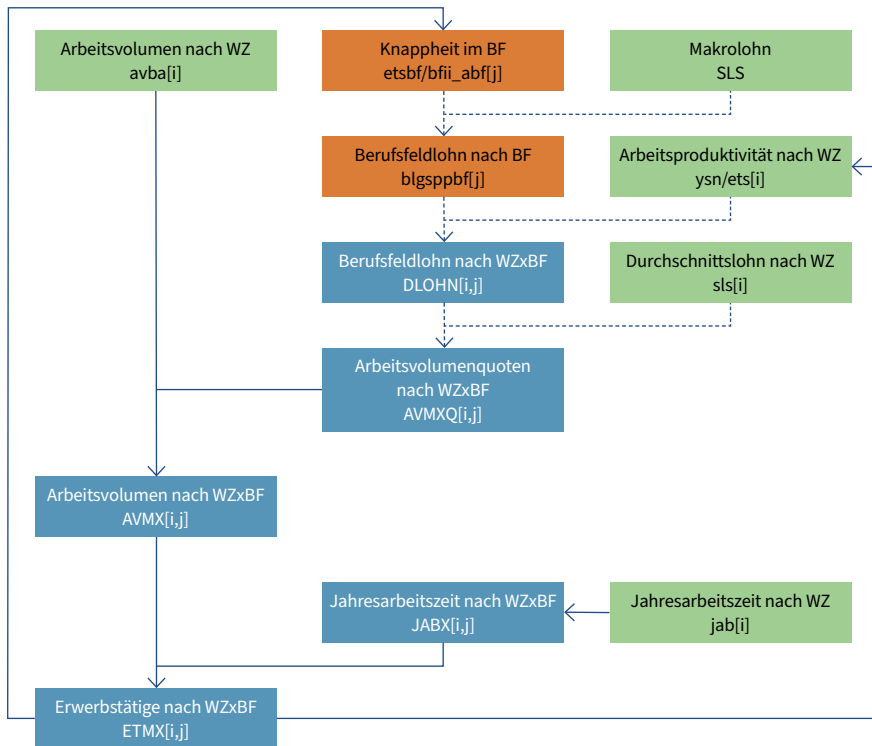 Arbeitsvolumen nach WZ
avba[i]
Knappheit im BF
etsbf/bfii_abf[j]
Makrolohn
SLS
Berufsfeldlohn nach BF
blgsppbf[j]
Arbeitsproduktivität nach WZ
ysn/ets[i]
Berufsfeldlohn nach WZxBF
DLOHN[i,j]
Durchschnittslohn nach WZ
sls[i]
Arbeitsvolumenquoten
nach WZxBF
AVMXQ[i,j]
Arbeitsvolumen nach WZxBF
AVMX[i,j]
Jahresarbeitszeit nach WZxBF
JABX[i,j]
Jahresarbeitszeit nach WZ
jab[i]
Erwerbstätige nach WZxBF
ETMX[i,j]